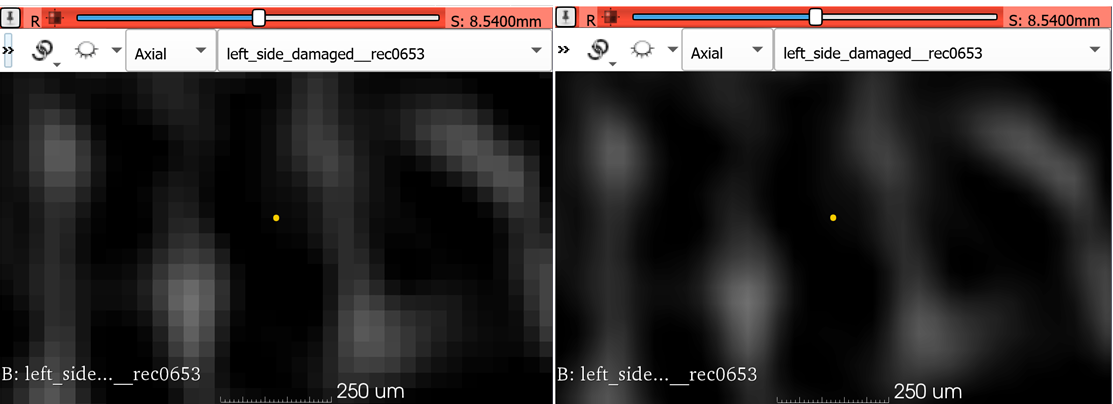 R S: 8.5400mm
» Axial left_side_damaged__rec0653
B: left_side...__rec0653
250 um
R S: 8.5400mm
» Axial left_side_damaged__rec0653
B: left_side...__rec0653
250 um